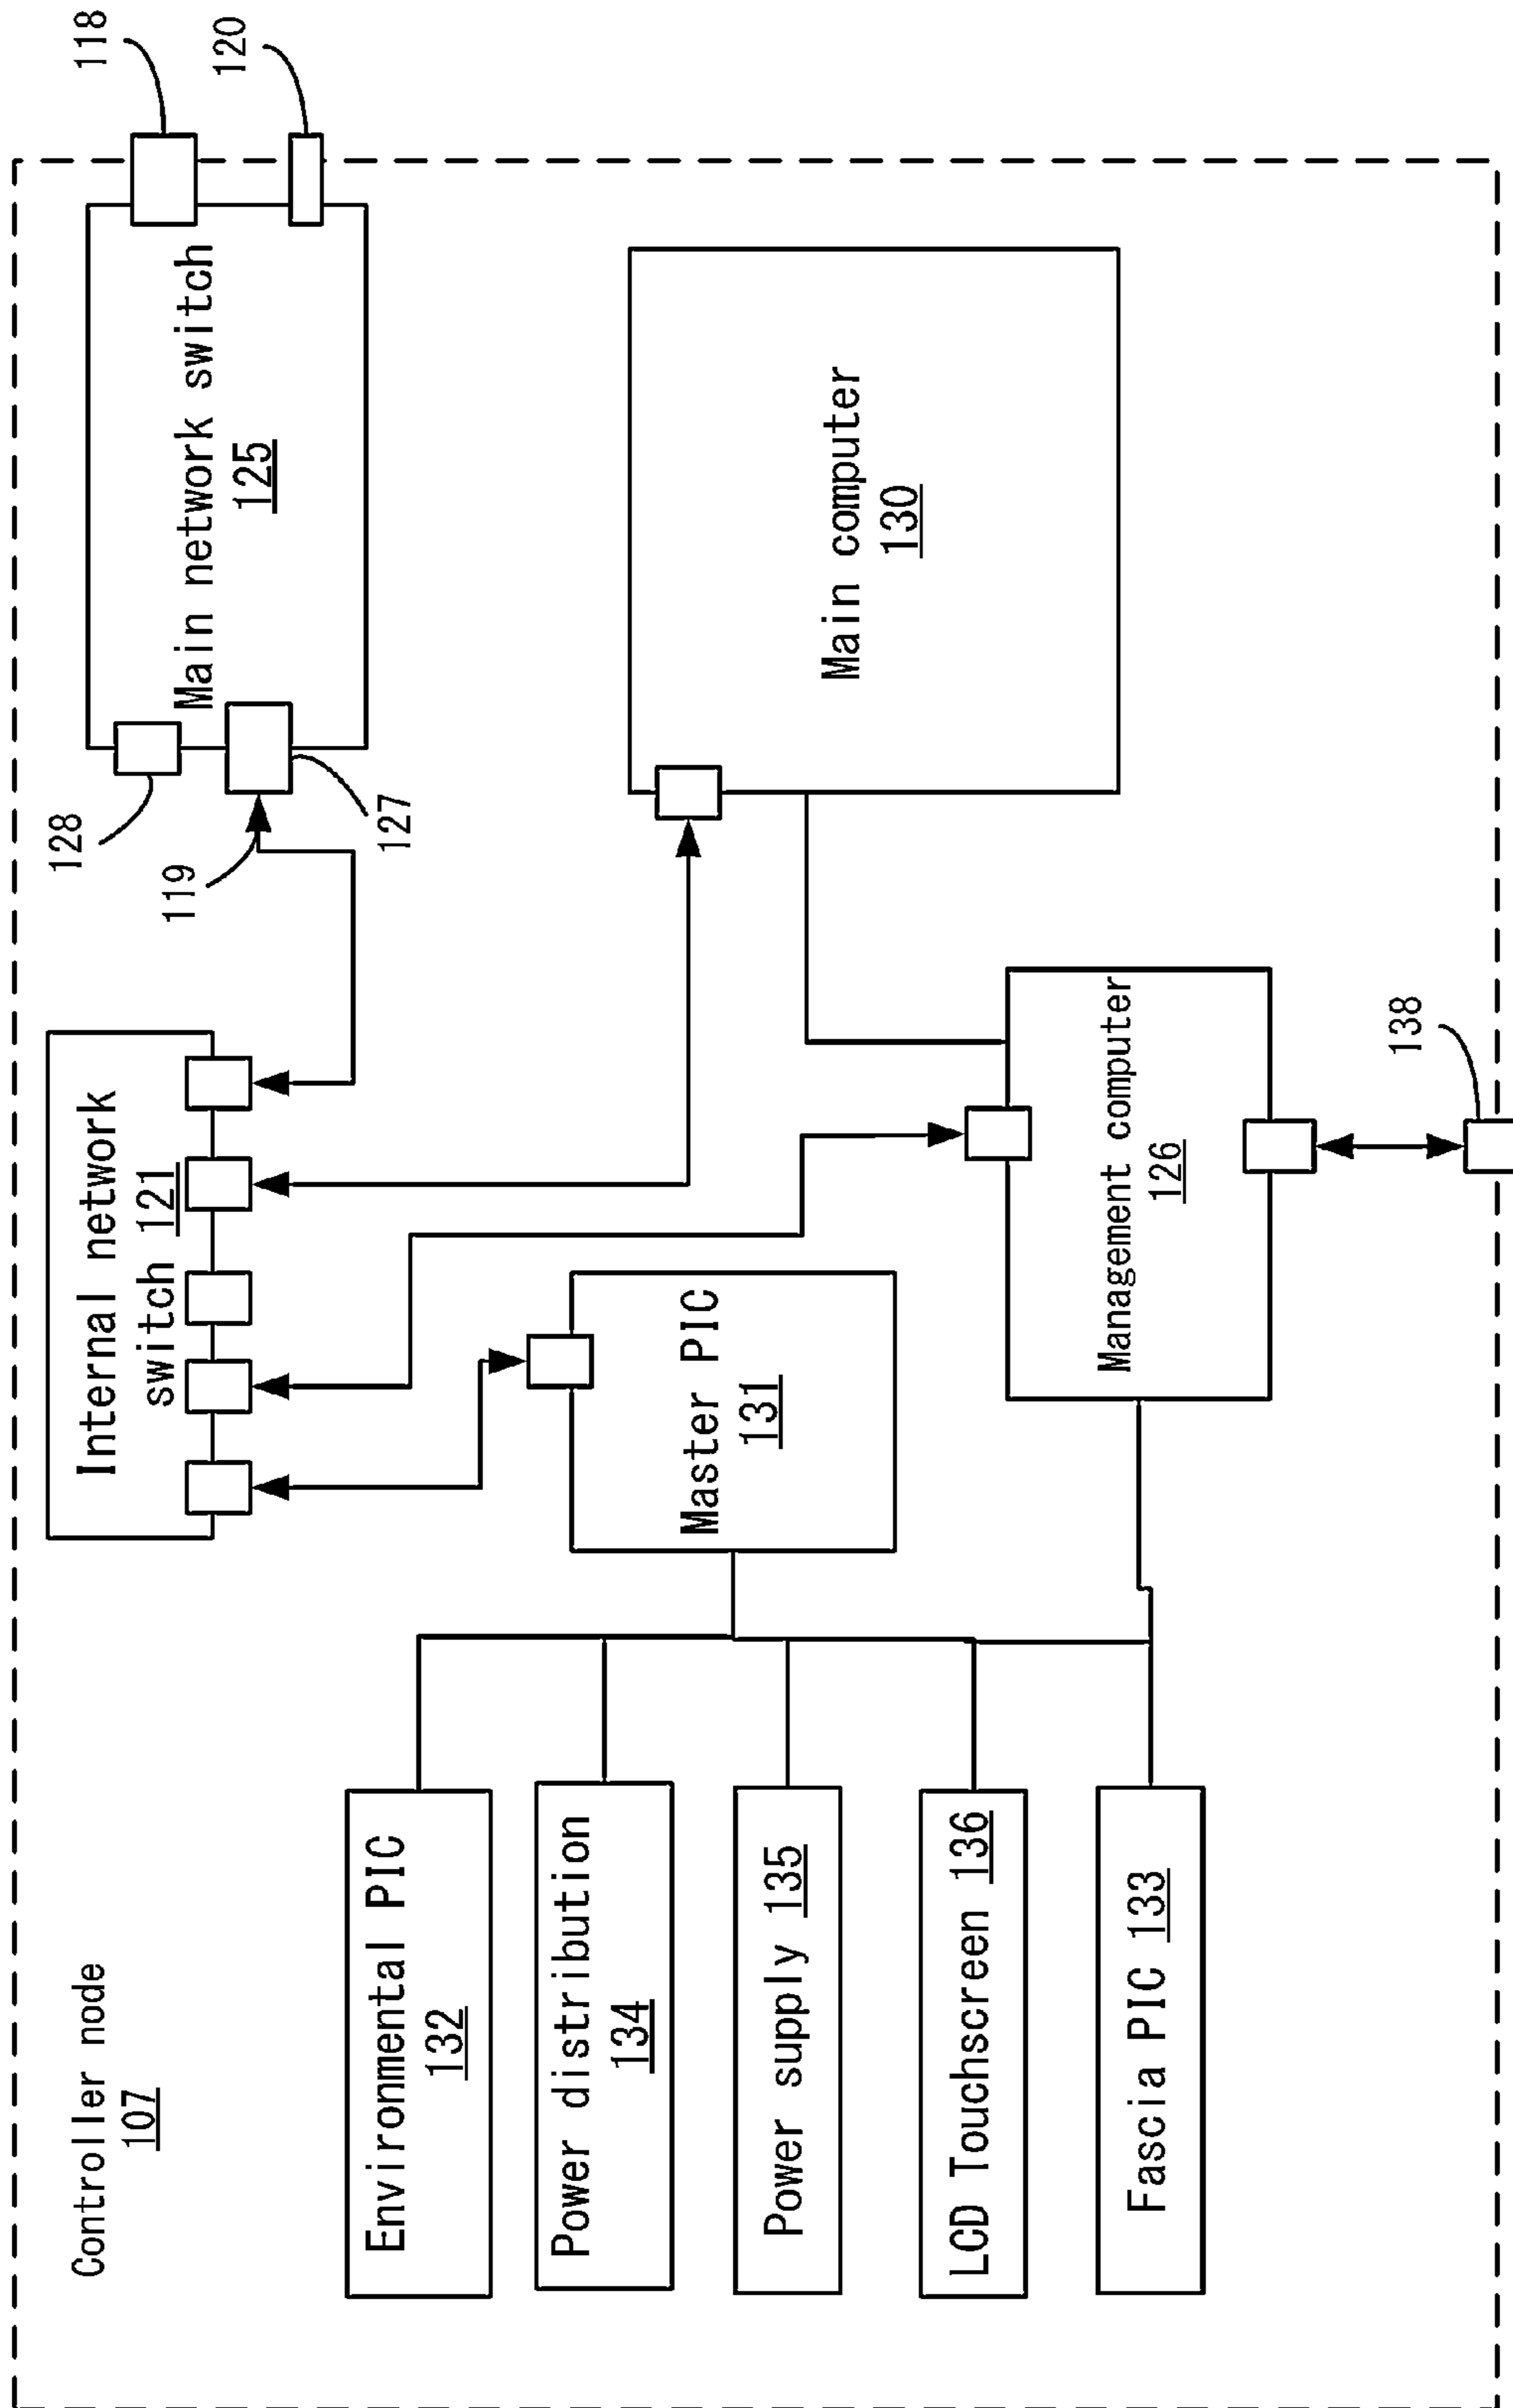 Controller node
107
Environmental PIC
132
Power distribution
134
Power supply 135
LCD Touchscreen 136
Fascia PIC 133
Internal network
switch 121
Master PIC
131
Management computer
126
138
128
119
127
Main network switch
125
Main computer
130
118
120